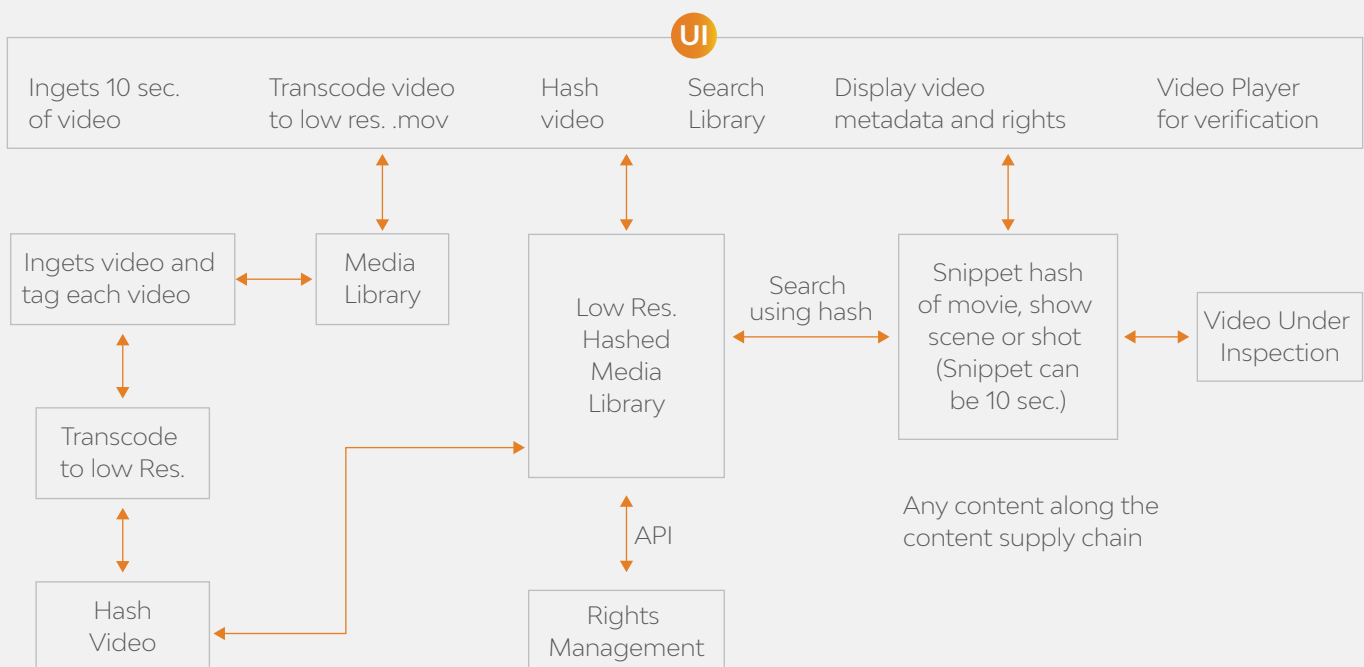 UI
Ingets 10 sec.
of video
Transcode video
to low res. .mov
Hash
video
Search
Library
Display video
metadata and rights
Video Player
for verification
Ingets video and
tag each video
Media
Library
Low Res.
Hashed
Media
Library
Search
using hash
Snippet hash
of movie, show
scene or shot
(Snippet can
be 10 sec.)
Video Under
Inspection
Transcode
to low Res.
Any content along the
content supply chain
API
Hash
Video
Rights
Management